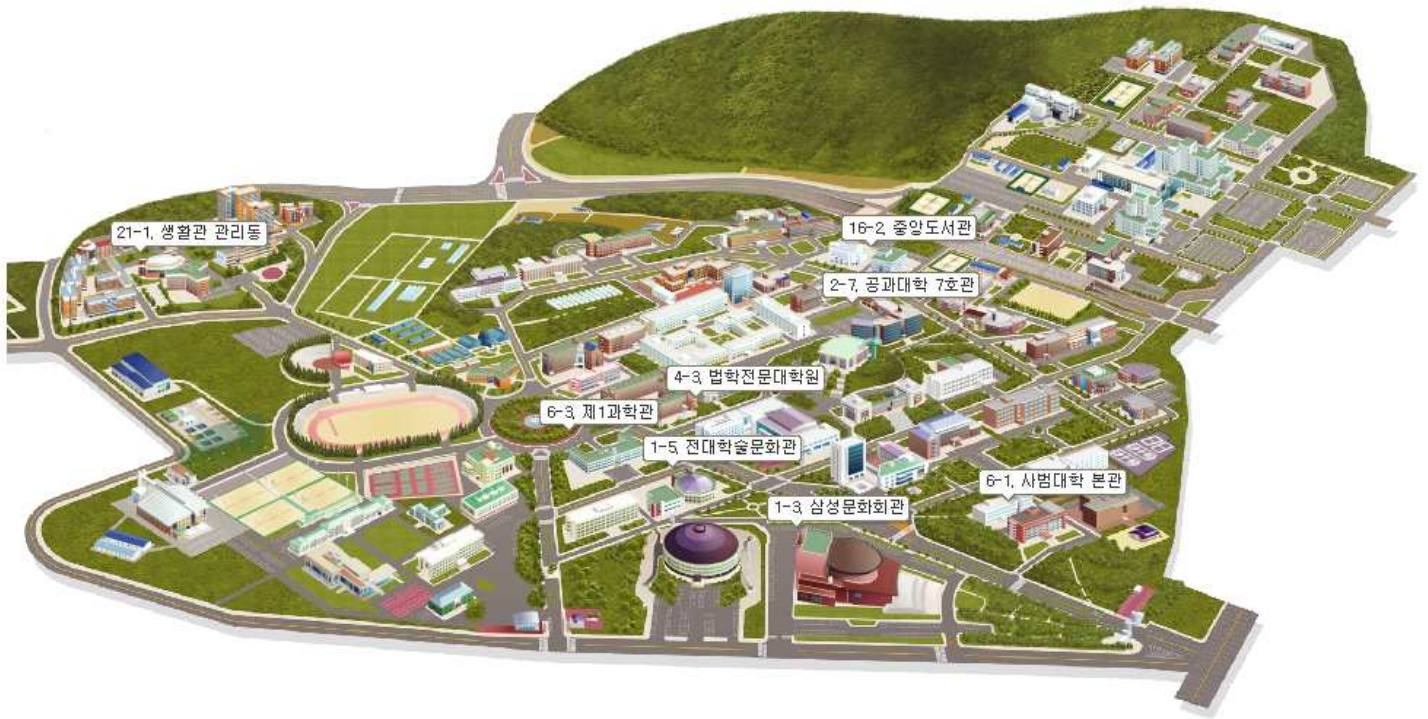 21-1, 생활관 관리동
16-2, 중앙도서관
2-7, 공과대학 7호관
4-3, 법학전문대학원
6-3, 제1과학관
1-5, 전대학술문화관
6-1, 사범대학 본관
1-3, 삼성문화회관